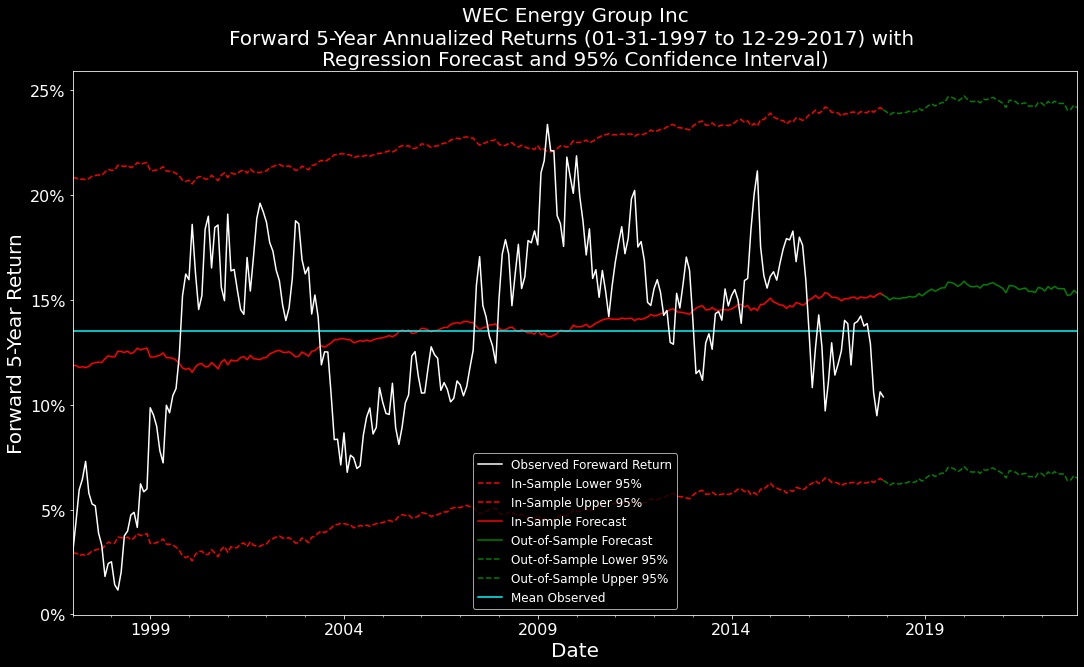 WEC Energy Group Inc
Forward 5-Year Annualized Returns (01-31-1997 to 12-29-2017) with
Regression Forecast and 95% Confidence Interval)
Forward 5-Year Return
25%
20%
15%
10%
5%
0%
Observed Foreward Return
In-Sample Lower 95%
In-Sample Upper 95%
In-Sample Forecast
Out-of-Sample Forecast
Out-of-Sample Lower 95%
Out-of-Sample Upper 95%
Mean Observed
1999
2004
2009
2014
2019
Date